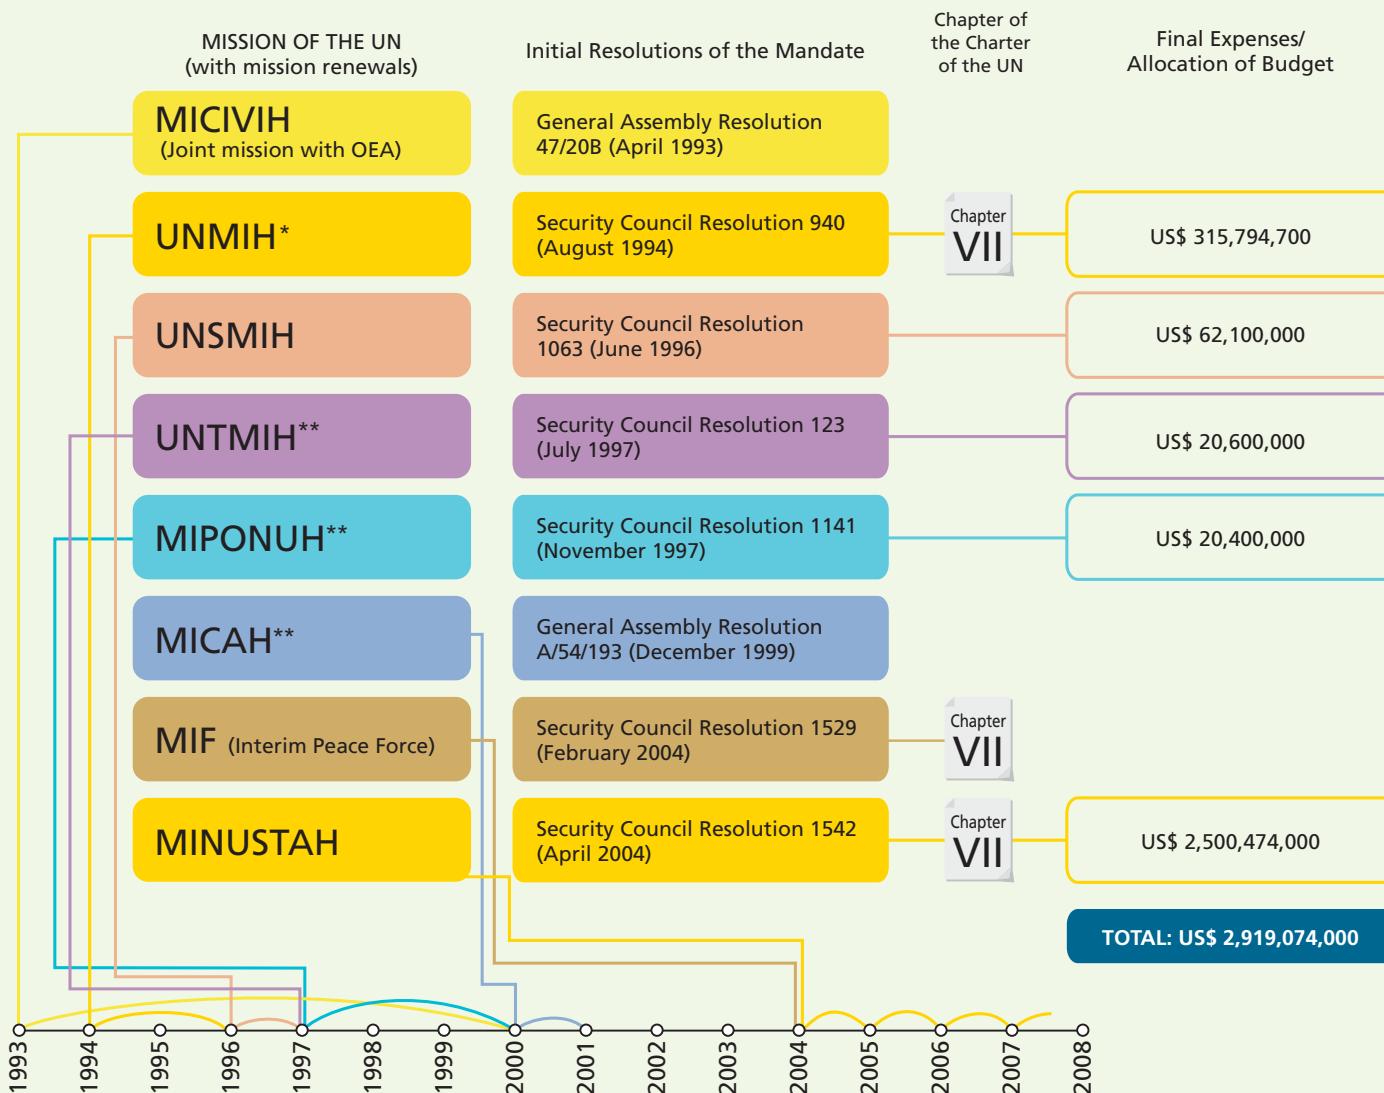 MISSION OF THE UN
(with mission renewals)
Initial Resolutions of the Mandate
Chapter of
the Charter
of the UN
Final Expenses/
Allocation of Budget
MICIVIH
(Joint mission with OEA)
General Assembly Resolution
47/20B (April 1993)
UNMIH*
Security Council Resolution 940
(August 1994)
Chapter
VII
US$ 315,794,700
UNSMIH
Security Council Resolution
1063 (June 1996)
US$ 62,100,000
UNTMIH**
Security Council Resolution 123
(July 1997)
US$ 20,600,000
MIPONUH**
Security Council Resolution 1141
(November 1997)
US$ 20,400,000
MICAH**
General Assembly Resolution
A/54/193 (December 1999)
MIF (Interim Peace Force)
Security Council Resolution 1529
(February 2004)
Chapter
VII
MINUSTAH
Security Council Resolution 1542
(April 2004)
Chapter
VII
US$ 2,500,474,000
TOTAL: US$ 2,919,074,000
1993
1994
1995
1996
1997
1998
1999
2000
2001
2002
2003
2004
2005
2006
2007
2008